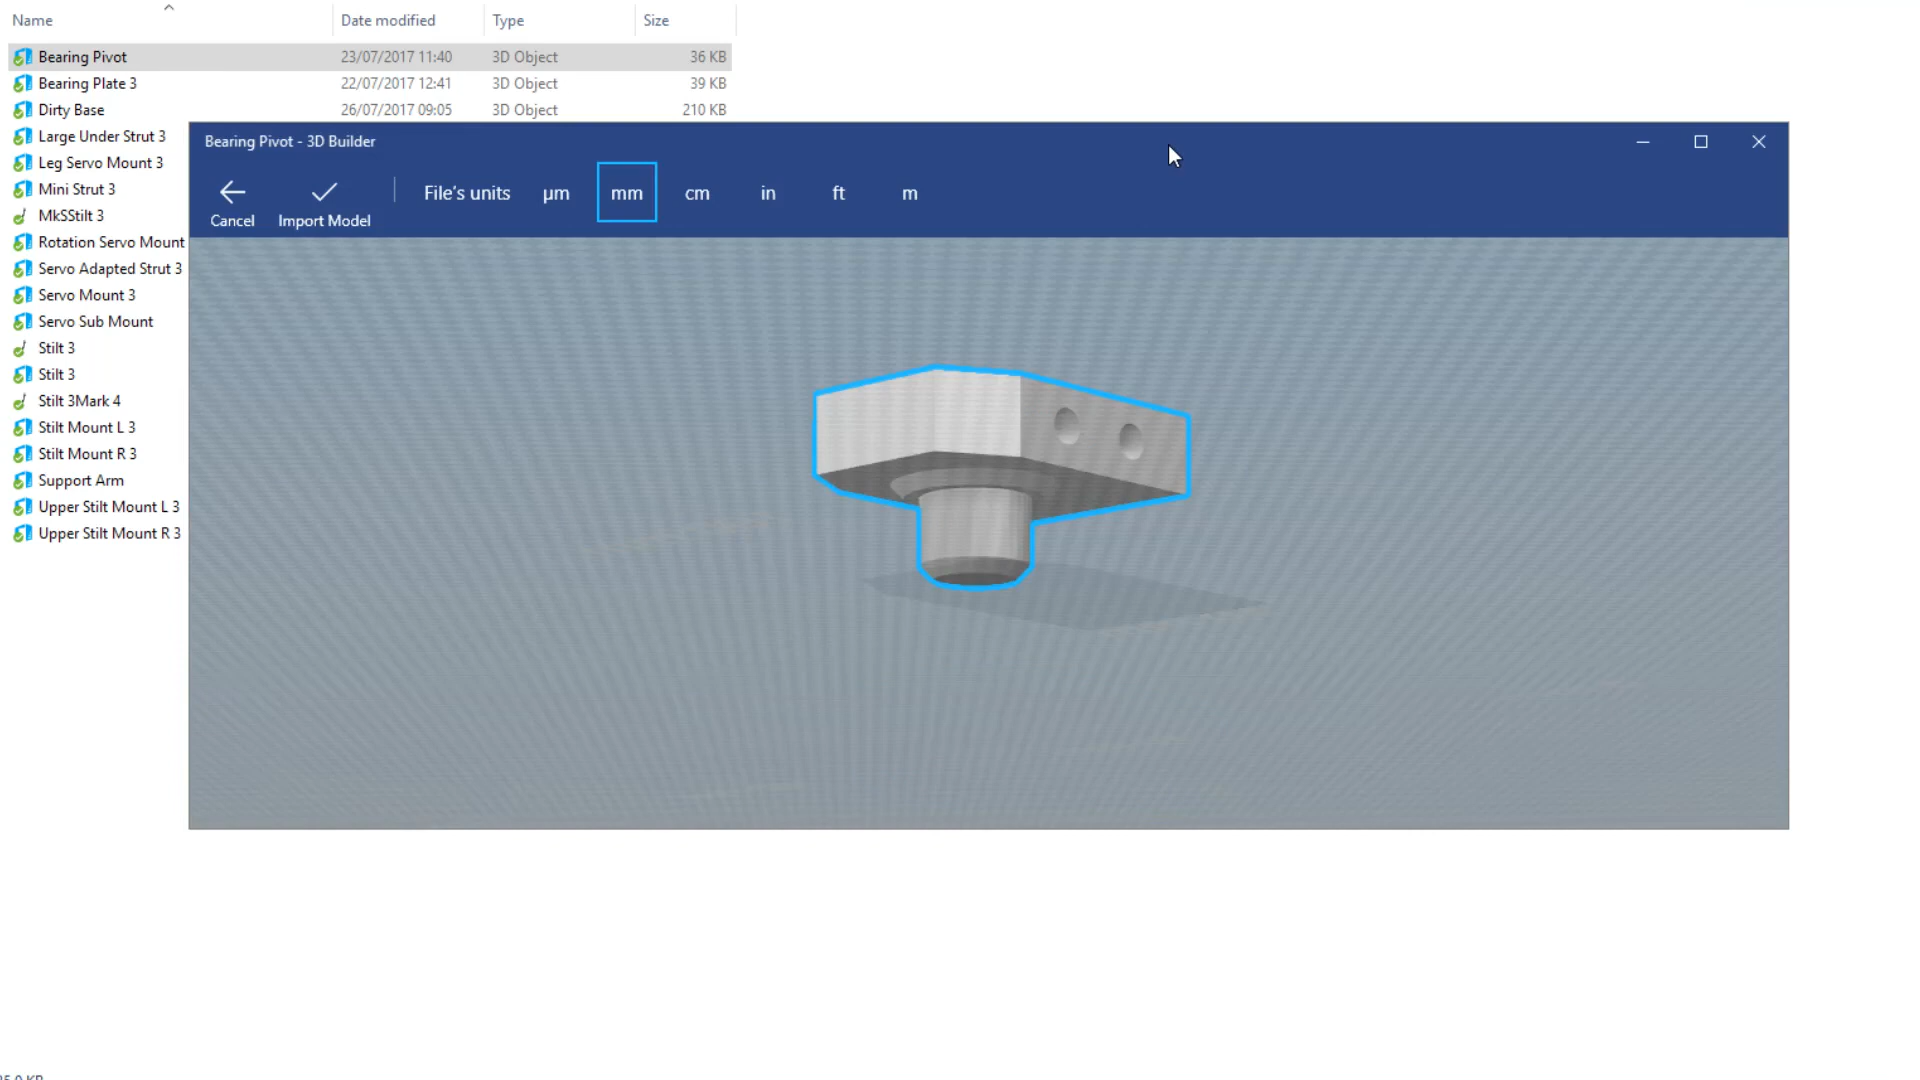 Name Date modified Type Size
Bearing Pivot 23/07/2017 11:40 3D Object 36 KB
Bearing Plate 3 22/07/2017 12:41 3D Object 39 KB
Dirty Base 26/07/2017 09:05 3D Object 210 KB
Large Under Strut 3
Leg Servo Mount 3
Mini Strut 3
MkSStilt 3
Rotation Servo Mount
Servo Adapted Strut 3
Servo Mount 3
Servo Sub Mount
Stilt 3
Stilt 3
Stilt 3Mark 4
Stilt Mount L 3
Stilt Mount R 3
Support Arm
Upper Stilt Mount L 3
Upper Stilt Mount R 3
Bearing Pivot - 3D Builder
Cancel Import Model File's units µm mm cm in ft m